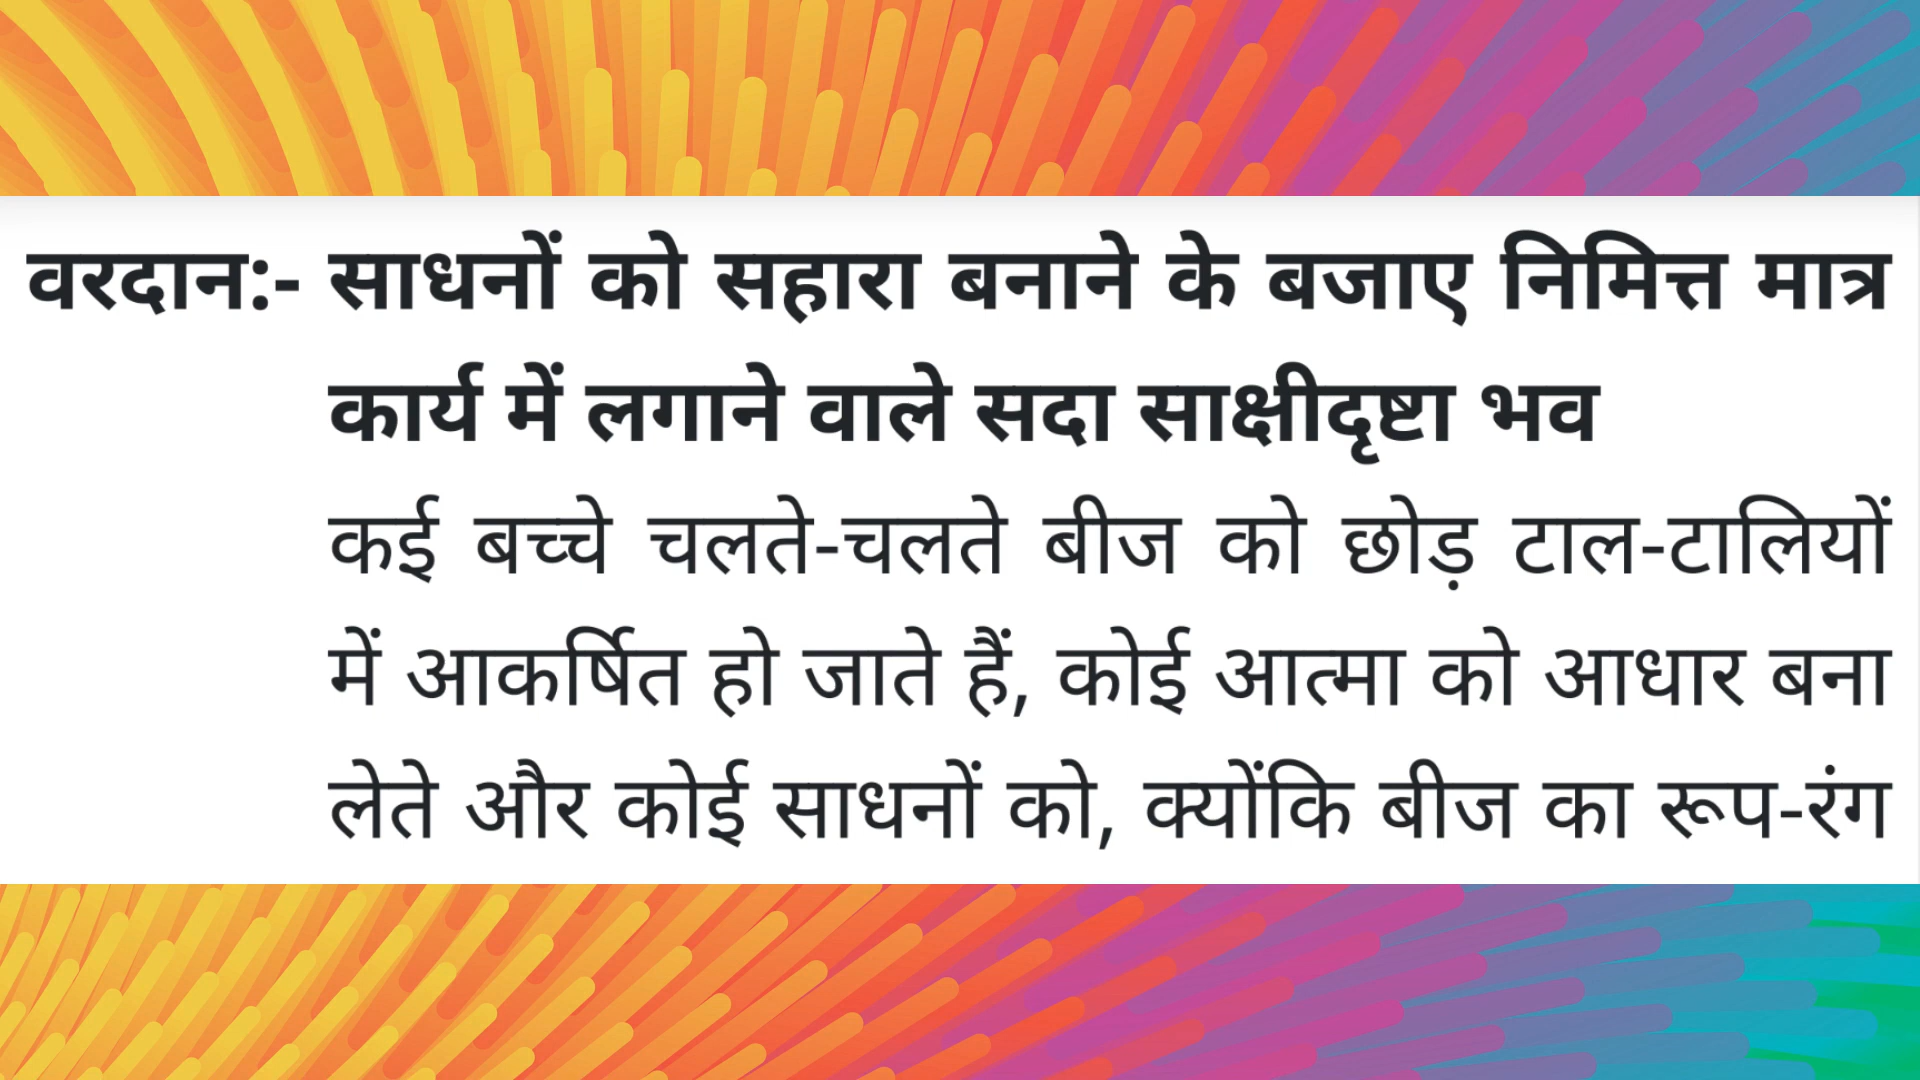 वरदान:- साधनों को सहारा बनाने के बजाए निमित्त मात्र
कार्य में लगाने वाले सदा साक्षीदृष्टा भव
कई बच्चे चलते-चलते बीज को छोड़ टाल-टालियों
में आकर्षित हो जाते हैं, कोई आत्मा को आधार बना
लेते और कोई साधनों को, क्योंकि बीज का रूप-रंग